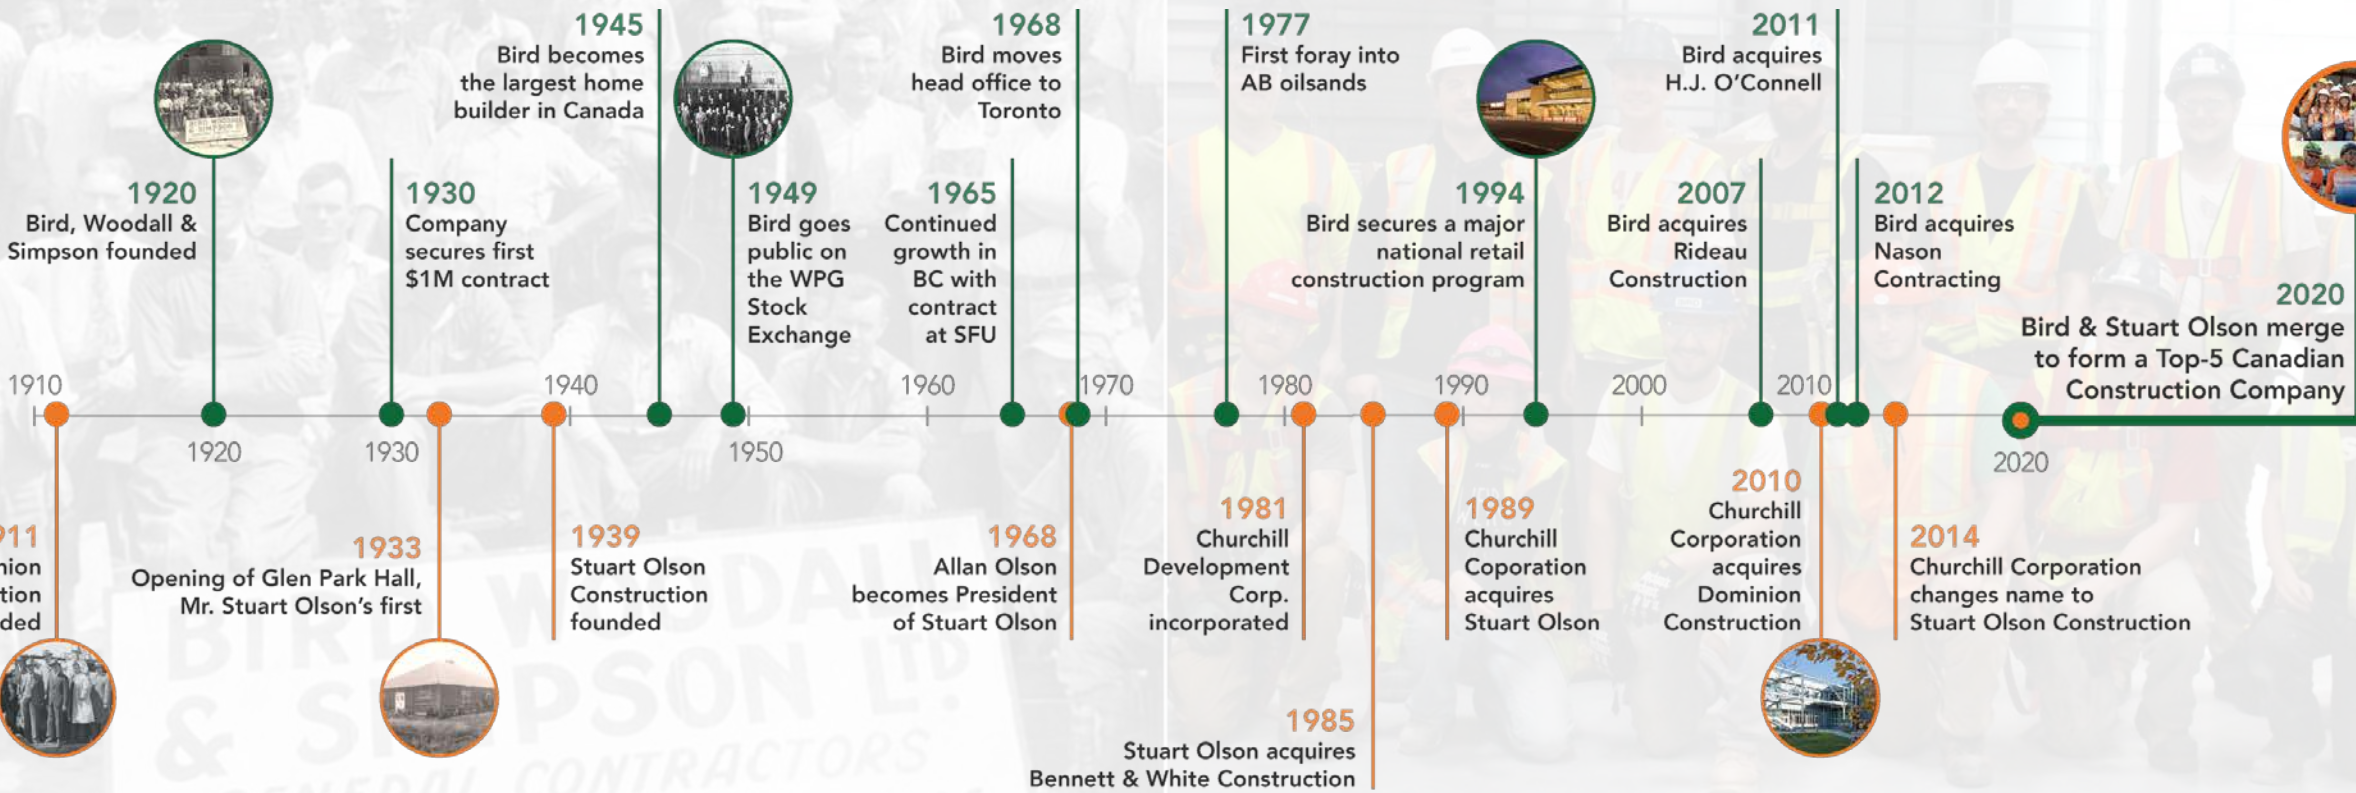 1945
Bird becomes
the largest home
builder in Canada
1968
Bird moves
head office to
Toronto
1977
First foray into
AB oilsands
2011
Bird acquires
H.J. O'Connell
1920
Bird, Woodall &
Simpson founded
1930
Company
secures first
$1M contract
1949
Bird goes
public on
the WPG
Stock
Exchange
1965
Continued
growth in
BC with
contract
at SFU
1994
Bird secures a major
national retail
construction program
2007
Bird acquires
Rideau
Construction
2012
Bird acquires
Nason
Contracting
2020
Bird & Stuart Olson merge
to form a Top-5 Canadian
Construction Company
1910
1940
1960
1970
1980
1990
2000
2010
1920
1930
1950
2020
1933
Opening of Glen Park Hall,
Mr. Stuart Olson's first
1939
Stuart Olson
Construction
founded
1968
Allan Olson
becomes President
of Stuart Olson
1981
Churchill
Development
Corp.
incorporated
1985
Stuart Olson acquires
Bennett & White Construction
1989
Churchill
Coporation
acquires
Stuart Olson
2010
Churchill
Corporation
acquires
Dominion
Construction
2014
Churchill Corporation
changes name to
Stuart Olson Construction
BIRD WOODALL
& SIMPSON LTD.
GENERAL CONTRACTORS